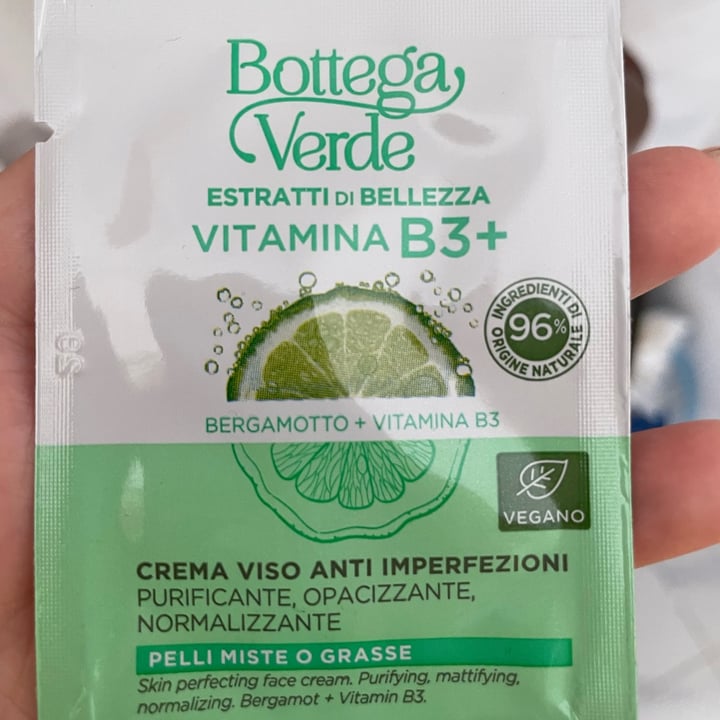 Bottega
Verde
ESTRATTI DI BELLEZZA
VITAMINA B3+
INGREDIENTI DI
96%
ORIGINE NATURALE
BERGAMOTTO + VITAMINA B3
VEGANO
CREMA VISO ANTI IMPERFEZIONI
PURIFICANTE, OPACIZZANTE,
NORMALIZZANTE
PELLI MISTE O GRASSE
Skin perfecting face cream. Purifying, mattifying,
normalizing. Bergamot + Vitamin B3.